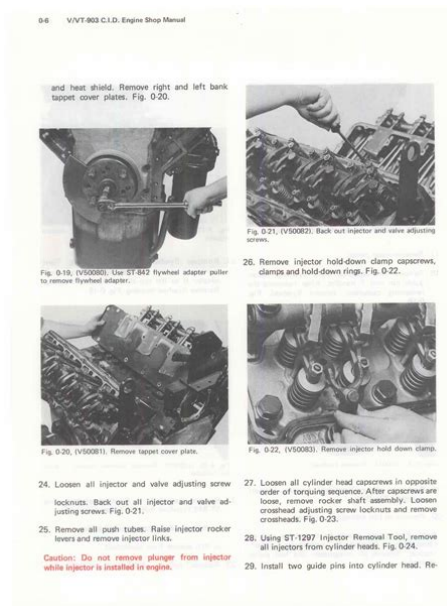 0-6 V/VT-903 C.I.D. Engine Shop Manual
and heat shield. Remove right and left bank
tappet cover plates. Fig. 0-20.
Fig. 0-19, (V50080). Use ST-842 flywheel adapter puller
to remove flywheel adapter.
Fig. 0-20, (V50081). Remove tappet cover plate.
24. Loosen all injector and valve adjusting screw
locknuts. Back out all injector and valve ad-
justing screws. Fig. 0-21.
25. Remove all push tubes. Raise injector rocker
levers and remove injector links.
Caution: Do not remove plunger from injector
while injector is installed in engine.
Fig. 0-21, (V50082). Back out injector and valve adjusting
screws.
26. Remove injector hold-down clamp capscrews,
clamps and hold-down rings. Fig. 0-22.
Fig. 0-22, (V50083). Remove injector hold down clamp.
27. Loosen all cylinder head capscrews in opposite
order of torquing sequence. After capscrews are
loose, remove rocker shaft assembly. Loosen
crosshead adjusting screw locknuts and remove
crossheads. Fig. 0-23.
28. Using ST-1297 Injector Removal Tool, remove
all injectors from cylinder heads. Fig. 0-24.
29. Install two guide pins into cylinder head. Re-